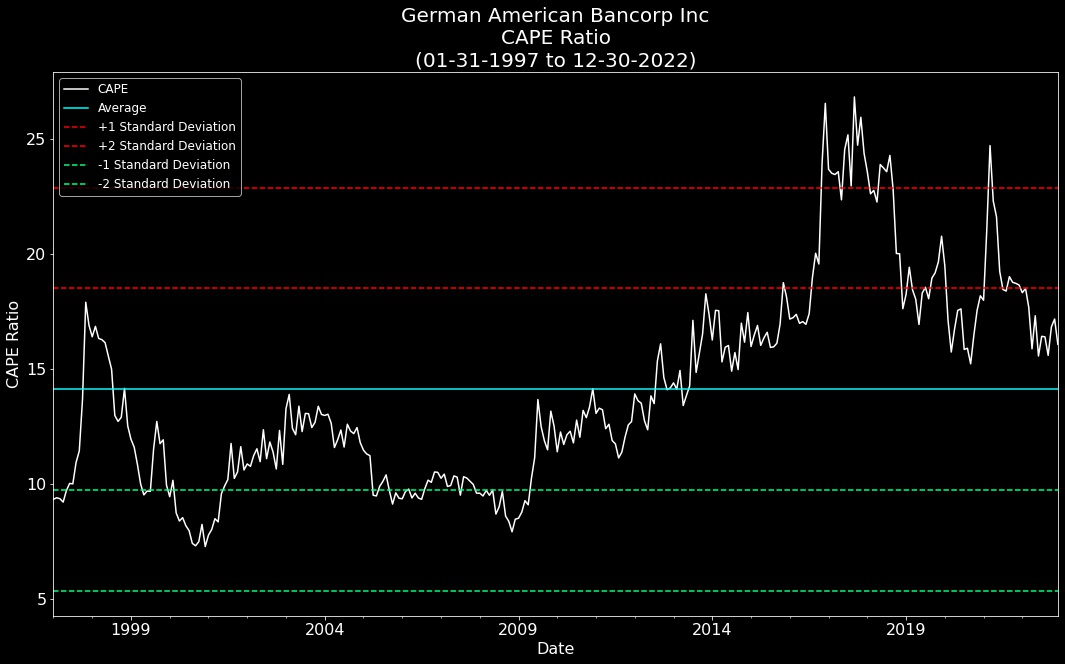 German American Bancorp Inc
CAPE Ratio
(01-31-1997 to 12-30-2022)
CAPE
Average
+1 Standard Deviation
+2 Standard Deviation
-1 Standard Deviation
-2 Standard Deviation
25
20
15
10
5
CAPE Ratio
1999
2004
2009
2014
2019
Date